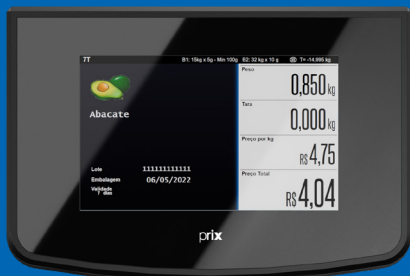 7T B1: 15kg x 5g - Min 100g B2: 32 kg x 10 g T= -14,995 kg
Peso
0,850 kg
Tara
0,000 kg
Preço por kg
R$ 4,75
Preço Total
R$ 4,04
Abacate
Lote 111111111111
Embalagem 06/05/2022
Validade
7 dias
prix